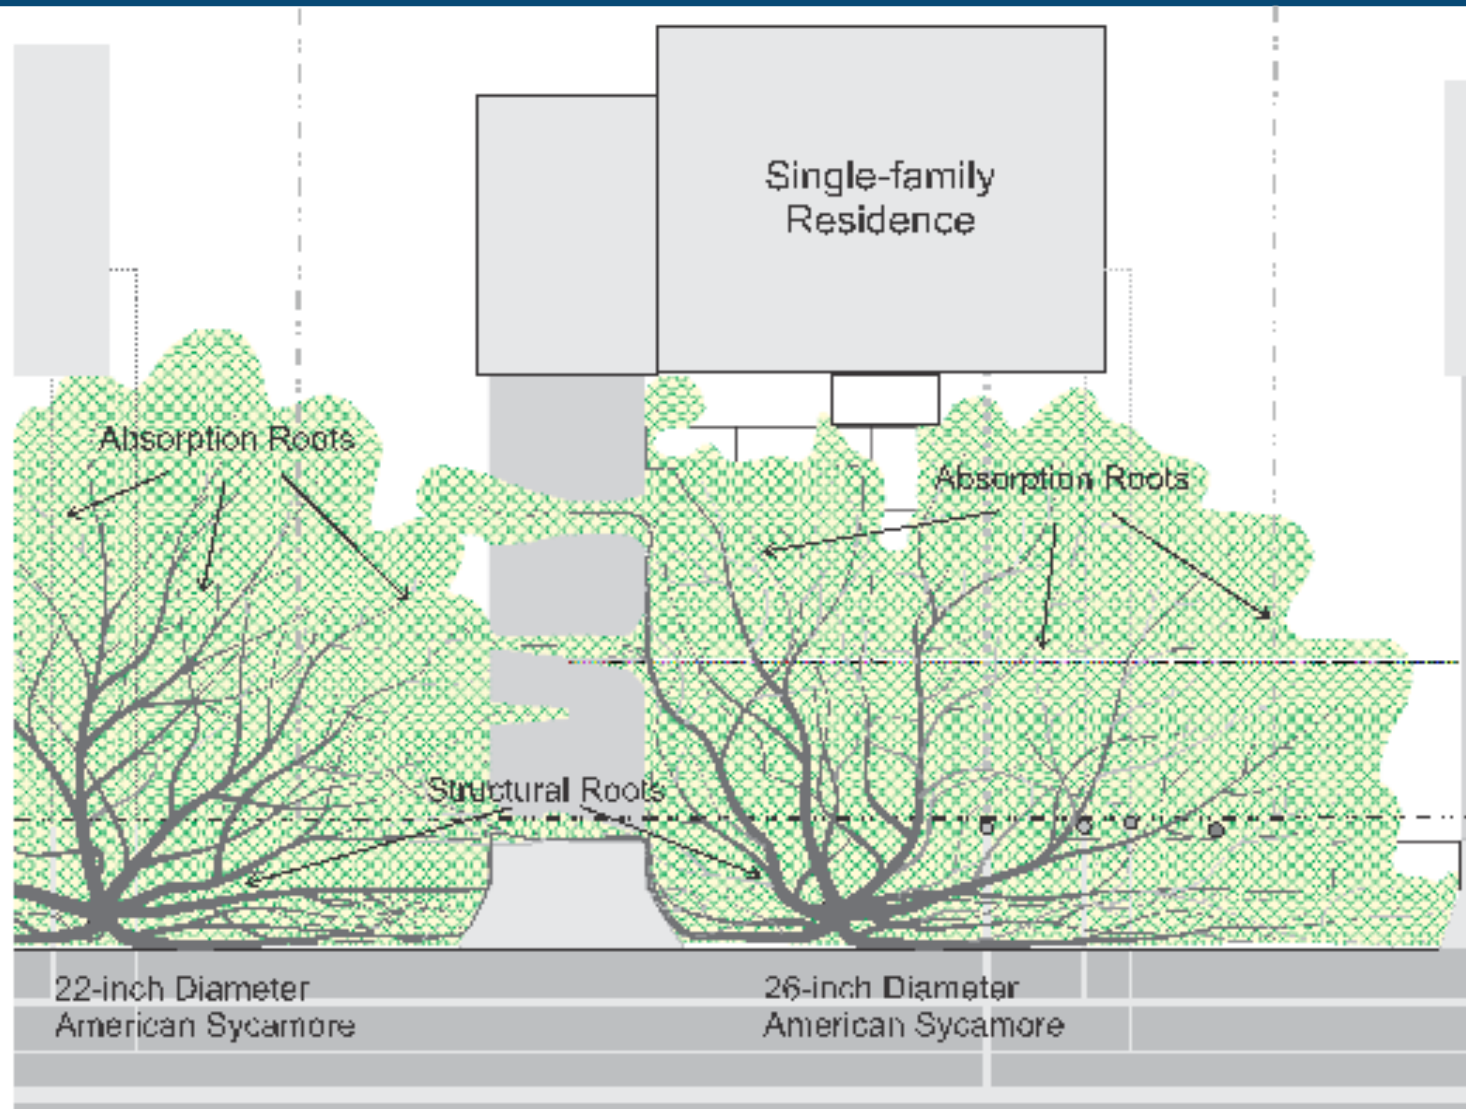 Single-family
Residence
Absorption Roots
Absorption Roots
Structural Roots
22-inch Diameter
American Sycamore
26-inch Diameter
American Sycamore